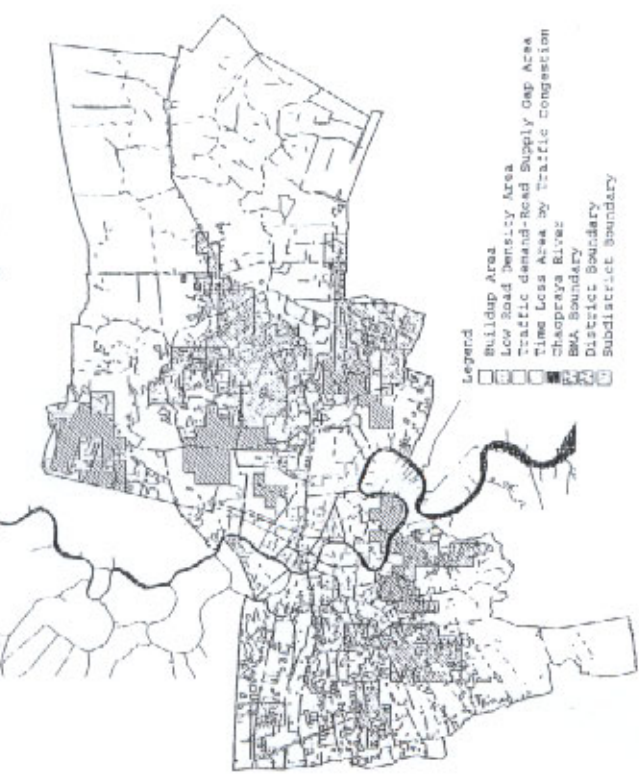 Legend
Buildup Area
Low Road Density Area
Traffic demand-Road Supply Gap Area
Time Loss Area by Traffic Congestion
Chaopraya River
BMA Boundary
District Boundary
Subdistrict Boundary